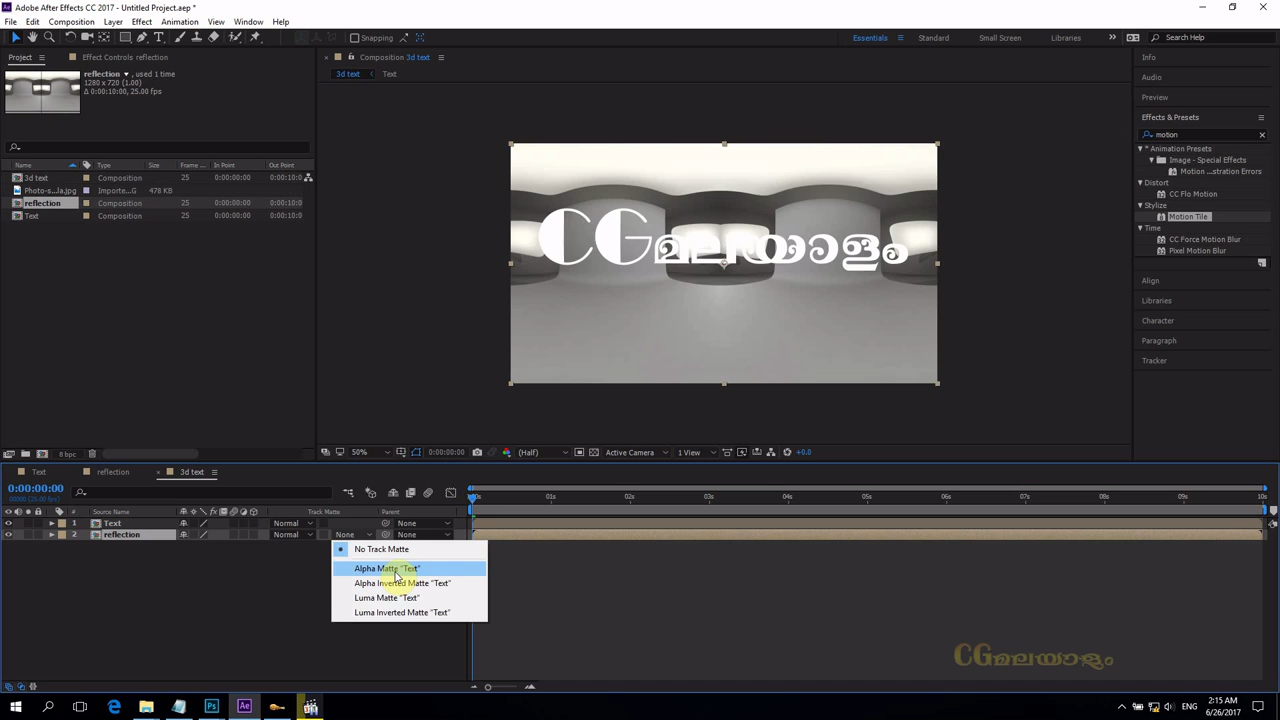 Adobe After Effects CC 2017 - Untitled Project.aep *
File Edit Composition Layer Effect Animation View Window Help
Snapping
Essentials Standard Small Screen Libraries Search Help
Project Effect Controls reflection
Composition 3d text
Info
reflection , used 1 time
1280 x 720 (1.00)
Δ 0:00:10:00, 25.00 fps
3d text Text
Audio
Preview
Effects & Presets
motion
* Animation Presets
Image - Special Effects
Motion ...stration Errors
Distort
CC Flo Motion
Stylize
Motion Tile
Time
CC Force Motion Blur
Pixel Motion Blur
Align
Libraries
Character
Paragraph
Tracker
Name Type Size Frame ... In Point Out Point
3d text Composition 25 0:00:00:00 0:00:10:0
Photo-s...la.jpg Importe...G 478 KB
reflection Composition 25 0:00:00:00 0:00:10:0
Text Composition 25 0:00:00:00 0:00:10:0
CGമലയാളം
8 bpc
50% 0:00:00:00 (Half) Active Camera 1 View +0.0
Text reflection 3d text
0:00:00:00
00000 (25.00 fps)
00s 01s 02s 03s 04s 05s 06s 07s 08s 09s 10s
# Source Name Track Matte Parent
1 Text Normal None
2 reflection Normal None None
No Track Matte
Alpha Matte "Text"
Alpha Inverted Matte "Text"
Luma Matte "Text"
Luma Inverted Matte "Text"
CGമലയാളം
ENG 2:15 AM
6/26/2017